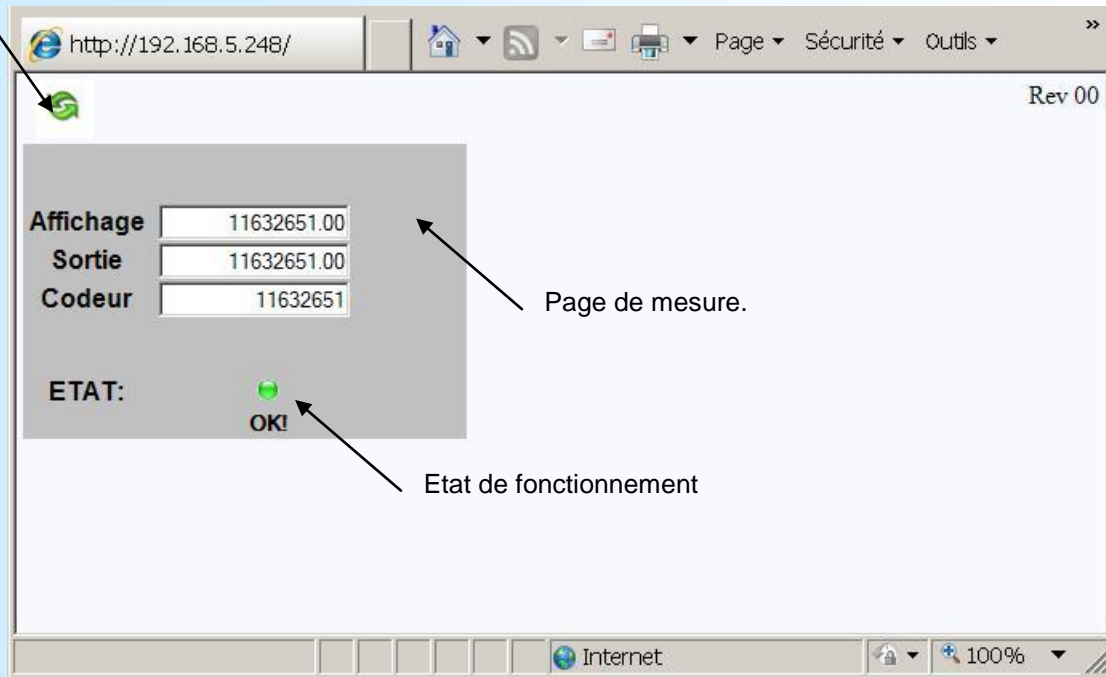 http://192.168.5.248/
Page Sécurité Outils »
Rev 00
Affichage 11632651.00
Sortie 11632651.00
Codeur 11632651
Page de mesure.
ETAT:
OK!
Etat de fonctionnement
Internet 100%